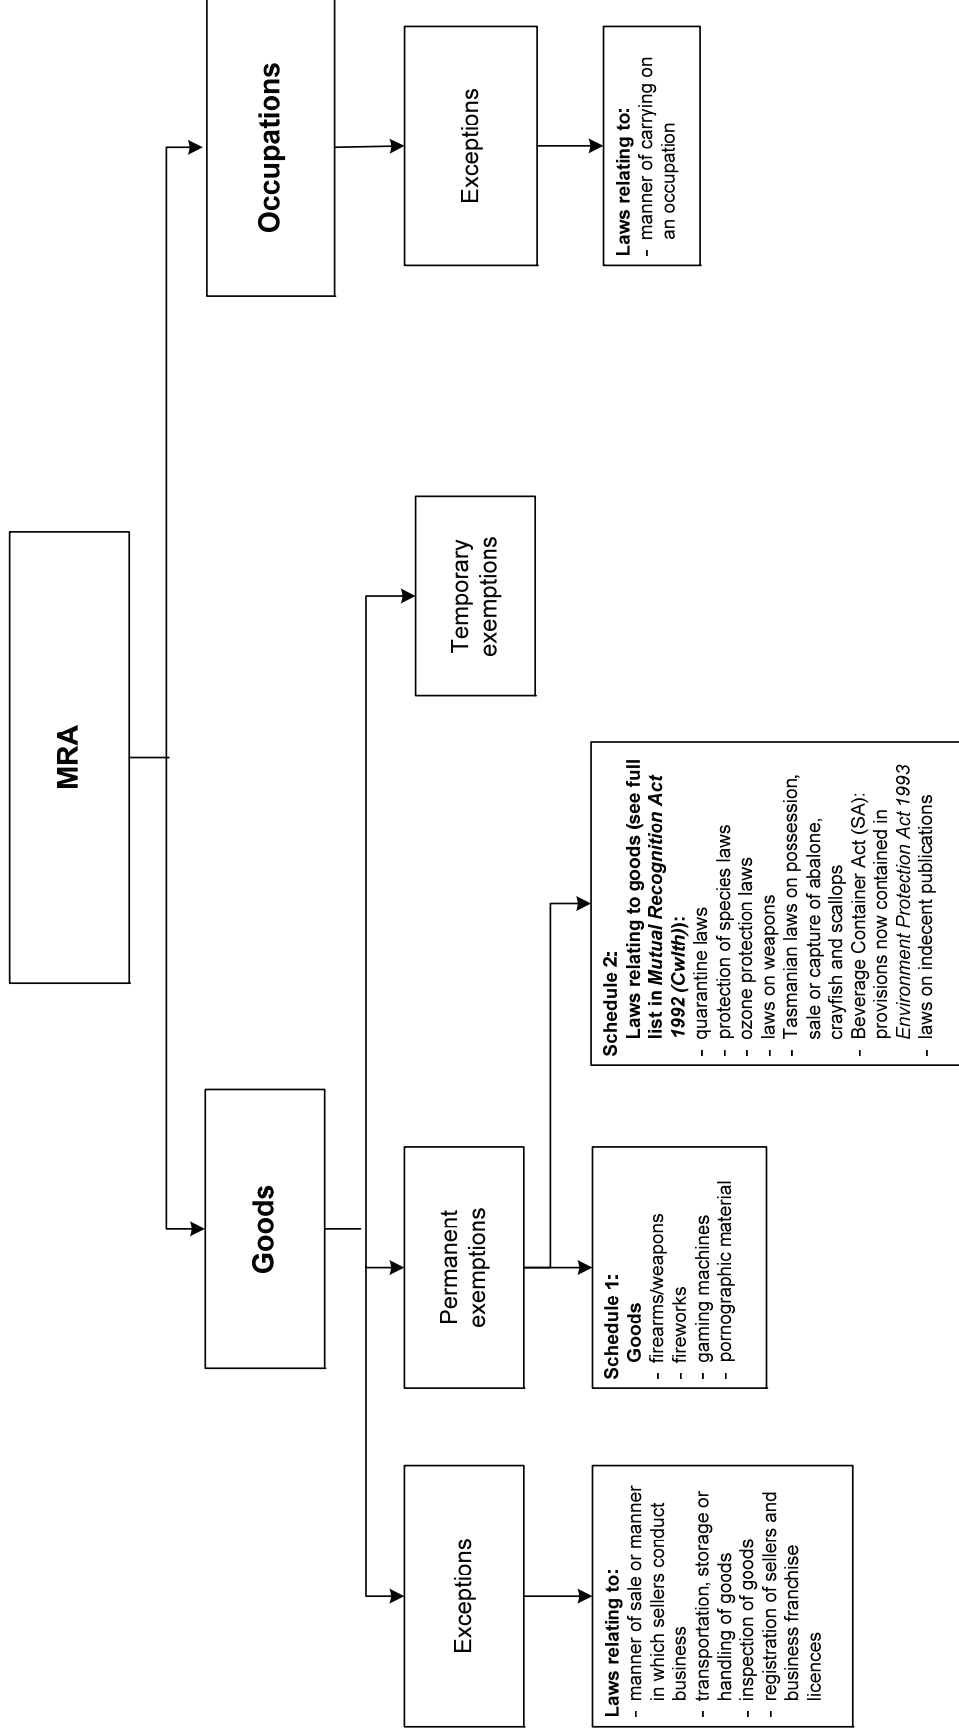 MRA
Goods
Occupations
Exceptions
Permanent
exemptions
Temporary
exemptions
Exceptions
Laws relating to:
- manner of sale or manner
in which sellers conduct
business
- transportation, storage or
handling of goods
- inspection of goods
- registration of sellers and
business franchise
licences
Schedule 1:
Goods
- firearms/weapons
- fireworks
- gaming machines
- pornographic material
Schedule 2:
Laws relating to goods (see full
list in Mutual Recognition Act
1992 (Cwlth)):
- quarantine laws
- protection of species laws
- ozone protection laws
- laws on weapons
- Tasmanian laws on possession,
sale or capture of abalone,
crayfish and scallops
- Beverage Container Act (SA):
provisions now contained in
Environment Protection Act 1993
- laws on indecent publications
Laws relating to:
- manner of carrying on
an occupation